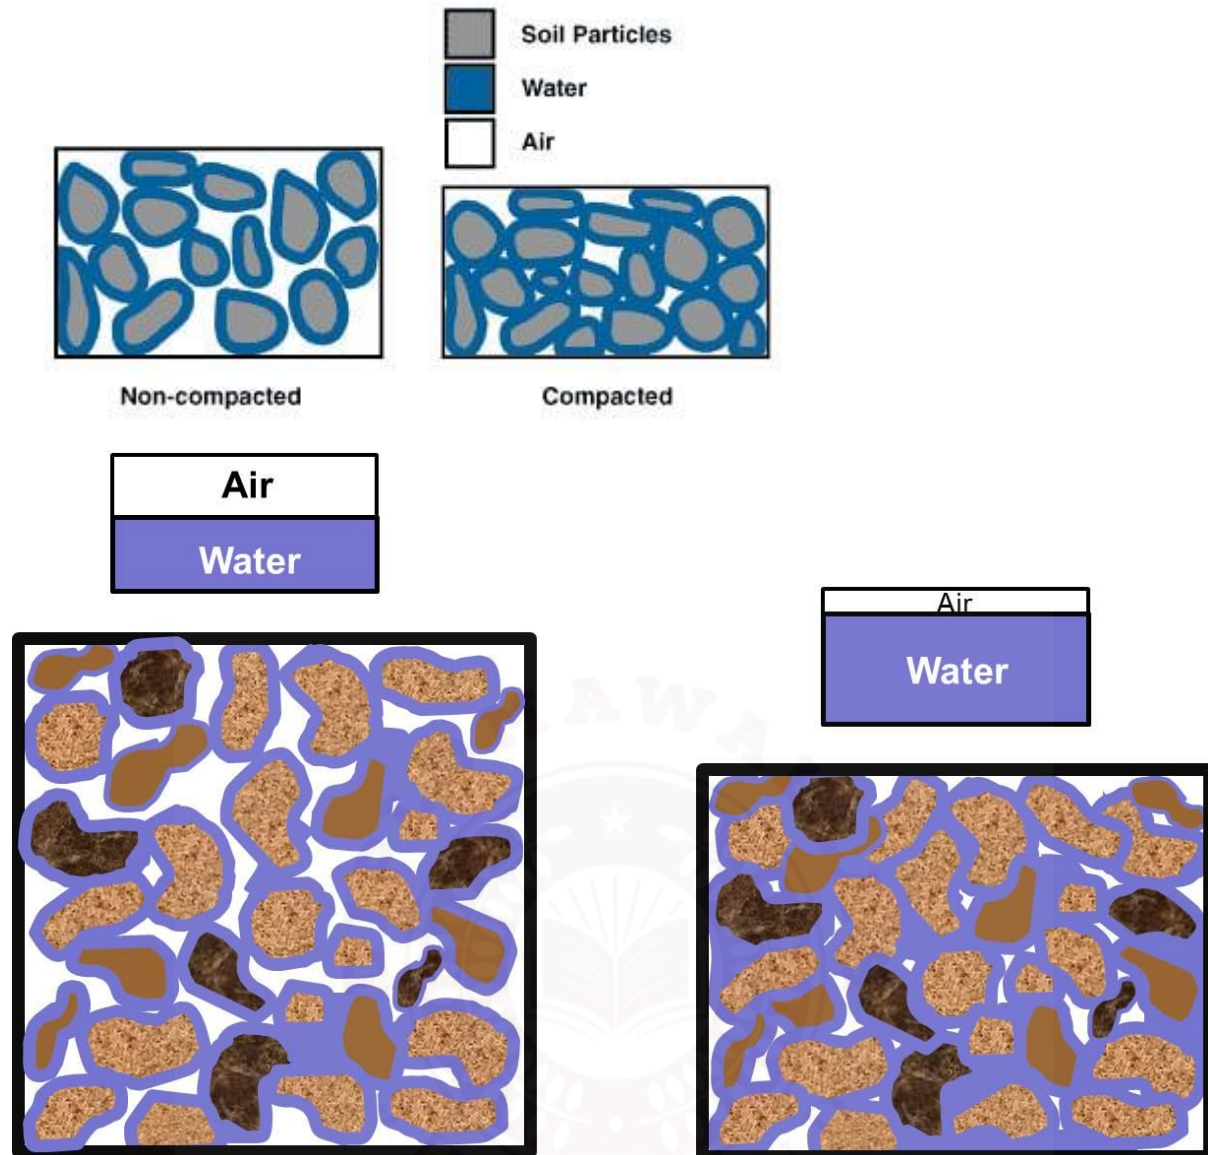 Soil Particles
Water
Air
Non-compacted
Compacted
Air
Water
Air
Water